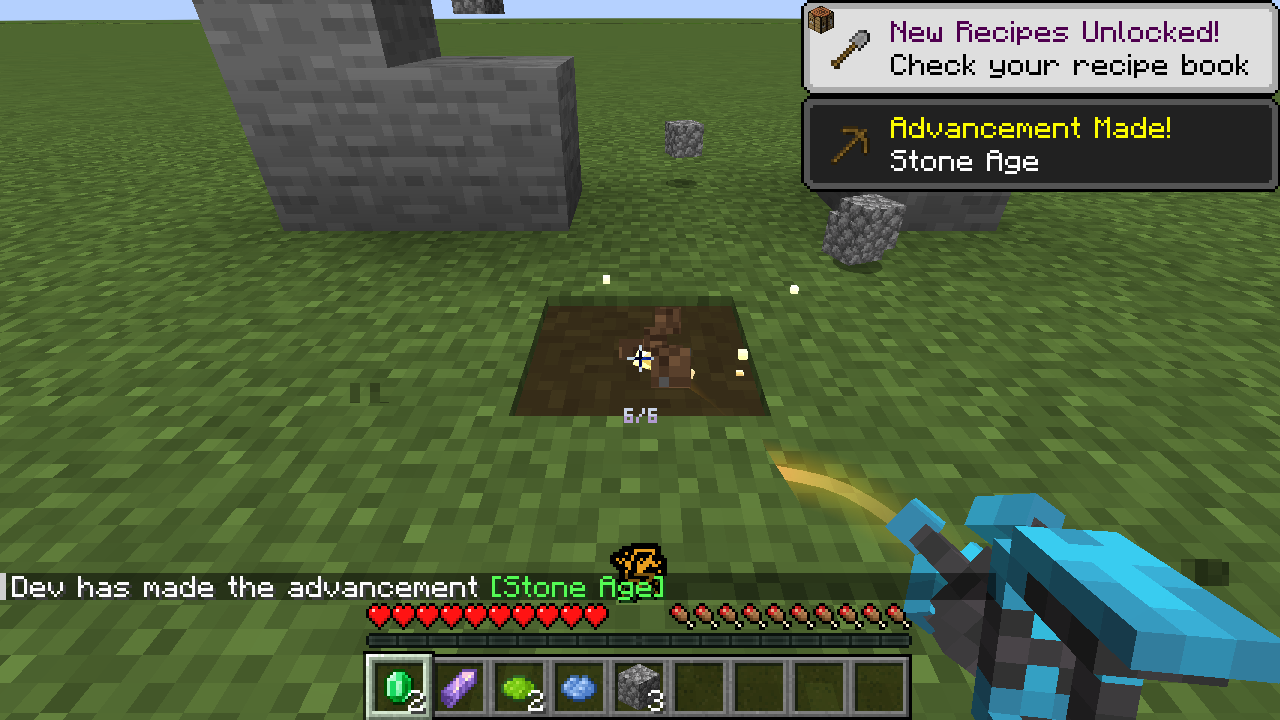 New Recipes Unlocked!
Check your recipe book
Advancement Made!
Stone Age
6/6
Dev has made the advancement [Stone Age]
2
2
3